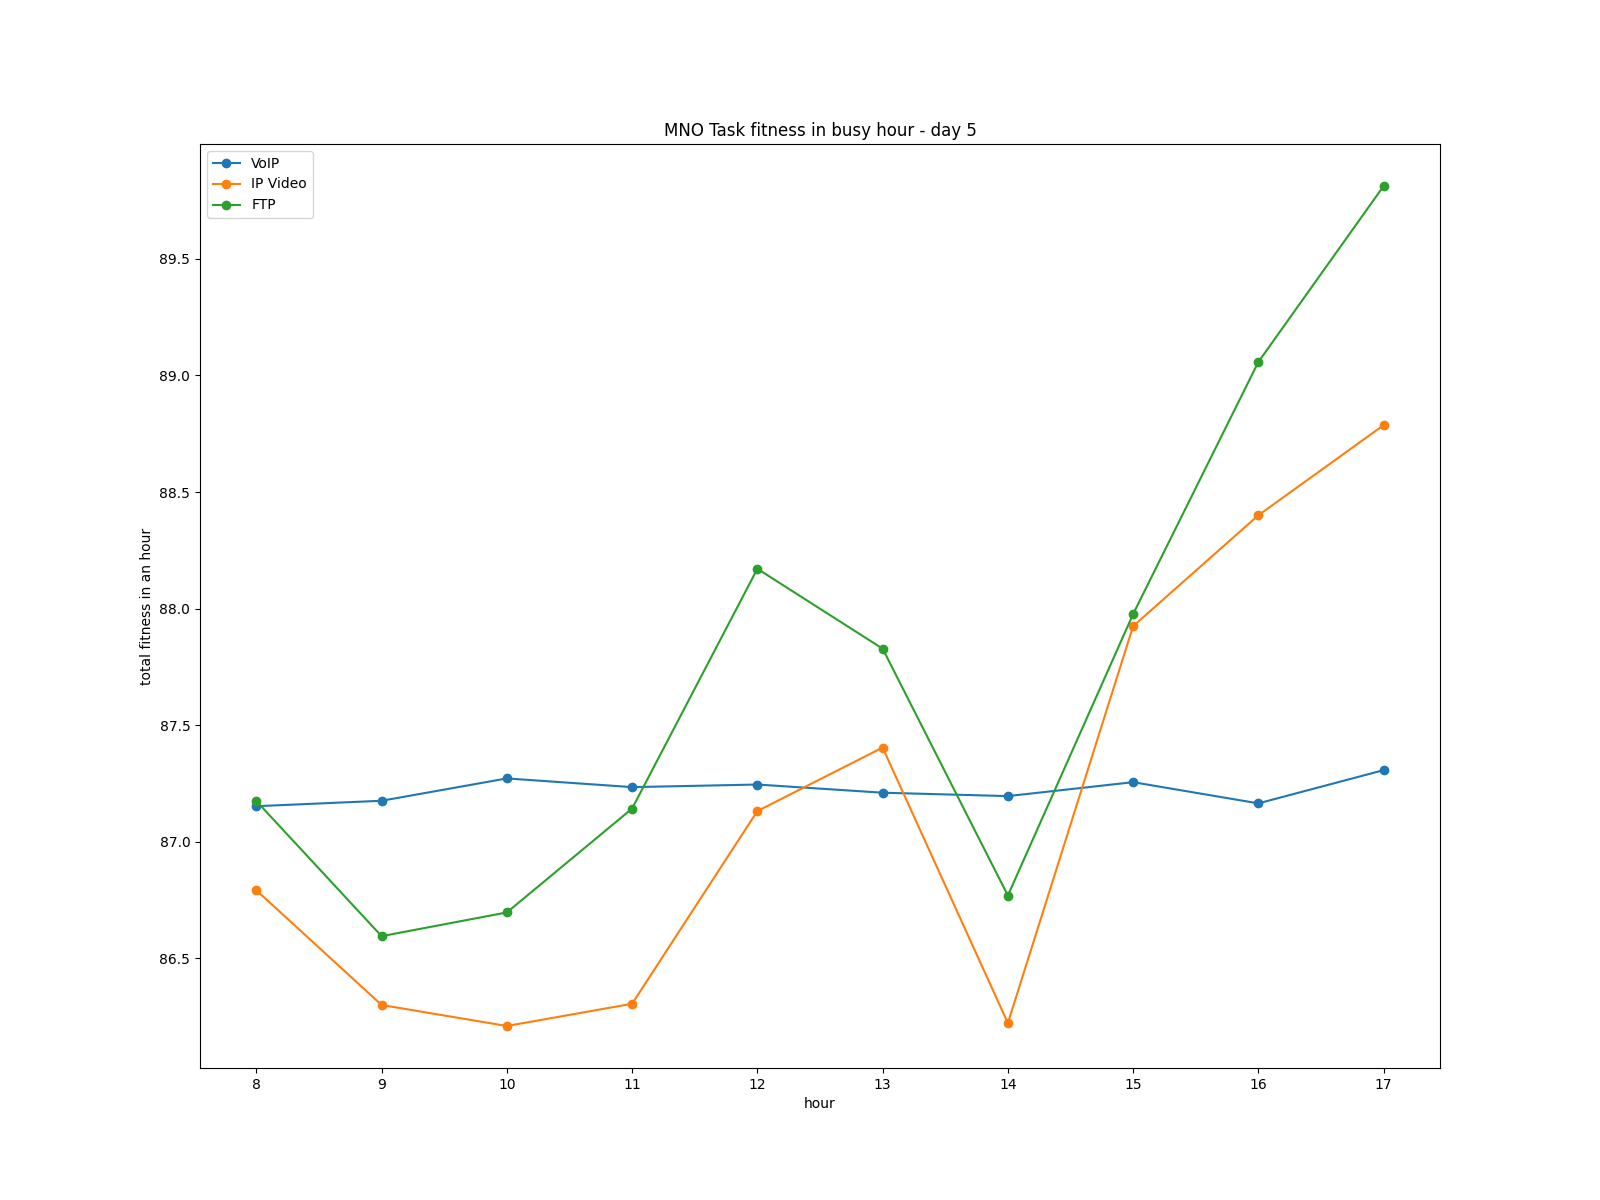 MNO Task fitness in busy hour - day 5
VoIP
IP Video
FTP
89.5
89.0
88.5
88.0
87.5
87.0
86.5
total fitness in an hour
8 9 10 11 12 13 14 15 16 17
hour